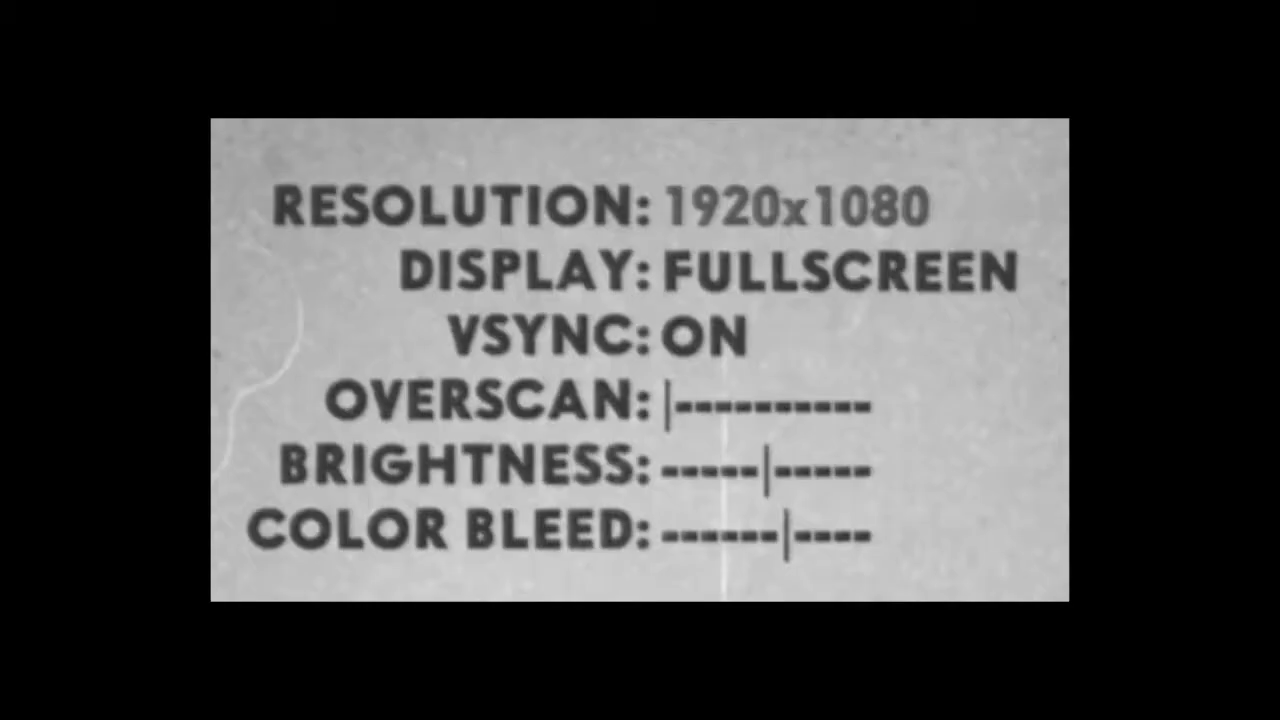 RESOLUTION: 1920x1080
DISPLAY: FULLSCREEN
VSYNC: ON
OVERSCAN: |----------
BRIGHTNESS: -----|-----
COLOR BLEED: ------|----